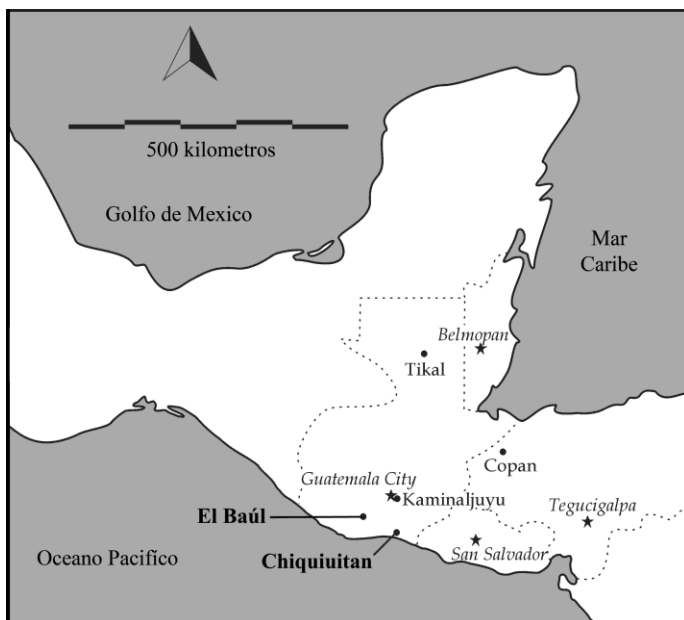 500 kilometros
Golfo de Mexico
Mar
Caribe
Belmopan
Tikal
Copan
Guatemala City
Kaminaljuyu
Tegucigalpa
El Baúl
Chiquiuitan
San Salvador
Oceano Pacifíco